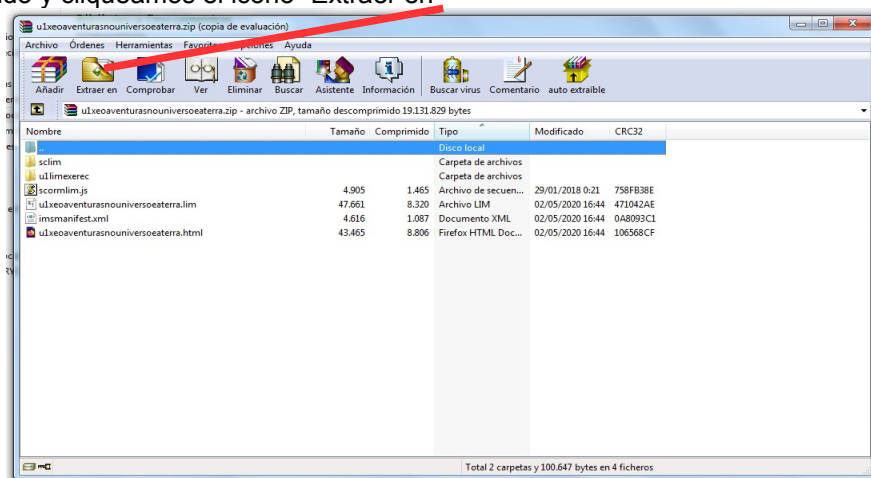 do y cliqueamos el icono "Extraer en"
u1xeoaventurasnouniversoeaterra.zip (copia de evaluación)
Archivo Órdenes Herramientas Favoritos Opciones Ayuda
Añadir Extraer en Comprobar Ver Eliminar Buscar Asistente Información Buscar virus Comentario auto extraíble
u1xeoaventurasnouniversoeaterra.zip - archivo ZIP, tamaño descomprimido 19.131.829 bytes
Nombre Tamaño Comprimido Tipo Modificado CRC32
.. Disco local
sclim Carpeta de archivos
u1limexerec Carpeta de archivos
scormlim.js 4.905 1.465 Archivo de secuen... 29/01/2018 0:21 758FB38E
u1xeoaventurasnouniversoeaterra.lim 47.661 8.320 Archivo LIM 02/05/2020 16:44 471042AE
imsmanifest.xml 4.616 1.087 Documento XML 02/05/2020 16:44 0A8093C1
u1xeoaventurasnouniversoeaterra.html 43.465 8.806 Firefox HTML Doc... 02/05/2020 16:44 106568CF
Total 2 carpetas y 100.647 bytes en 4 ficheros